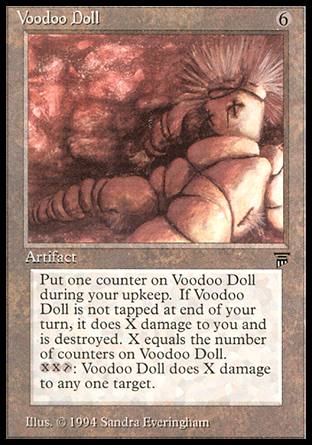 Voodoo Doll 6
Artifact
Put one counter on Voodoo Doll
during your upkeep. If Voodoo
Doll is not tapped at end of your
turn, it does X damage to you and
is destroyed. X equals the number
of counters on Voodoo Doll.
XX: Voodoo Doll does X damage
to any one target.
Illus. © 1994 Sandra Everingham